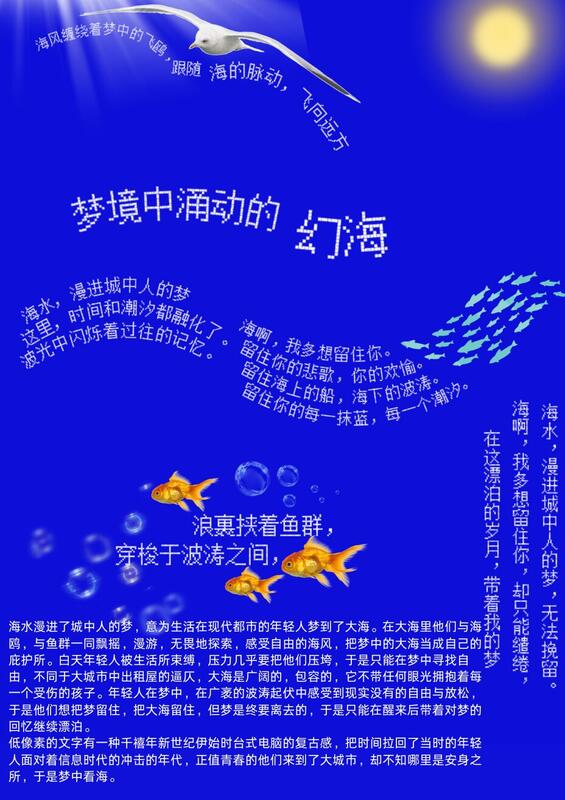 海风缠绕着梦中的飞鸥，跟随 海的脉动，飞向远方
梦境中涌动的 幻海
海水，漫进城中人的梦
这里，时间和潮汐都融化了。
波光中闪烁着过往的记忆。
海啊，我多想留住你。
留住你的悲歌，你的欢愉。
留住海上的船，海下的波涛。
留住你的每一抹蓝，每一个潮汐。
海水，漫进城中人的梦，无法挽留。
海啊，我多想留住你，却只能缱绻，
在这漂泊的岁月，带着我的梦
浪裹挟着鱼群，
穿梭于波涛之间，
海水漫进了城中人的梦，意为生活在现代都市的年轻人梦到了大海。在大海里他们与海
鸥，与鱼群一同飘摇，漫游，无畏地探索，感受自由的海风，把梦中的大海当成自己的
庇护所。白天年轻人被生活所束缚，压力几乎要把他们压垮，于是只能在梦中寻找自
由，不同于大城市中出租屋的逼仄，大海是广阔的，包容的，它不带任何眼光拥抱着每
一个受伤的孩子。年轻人在梦中，在广袤的波涛起伏中感受到现实没有的自由与放松，
于是他们想把梦留住，把大海留住，但梦是终要离去的，于是只能在醒来后带着对梦的
回忆继续漂泊。
低像素的文字有一种千禧年新世纪伊始时台式电脑的复古感，把时间拉回了当时的年轻
人面对着信息时代的冲击的年代，正值青春的他们来到了大城市，却不知哪里是安身之
所，于是梦中看海。